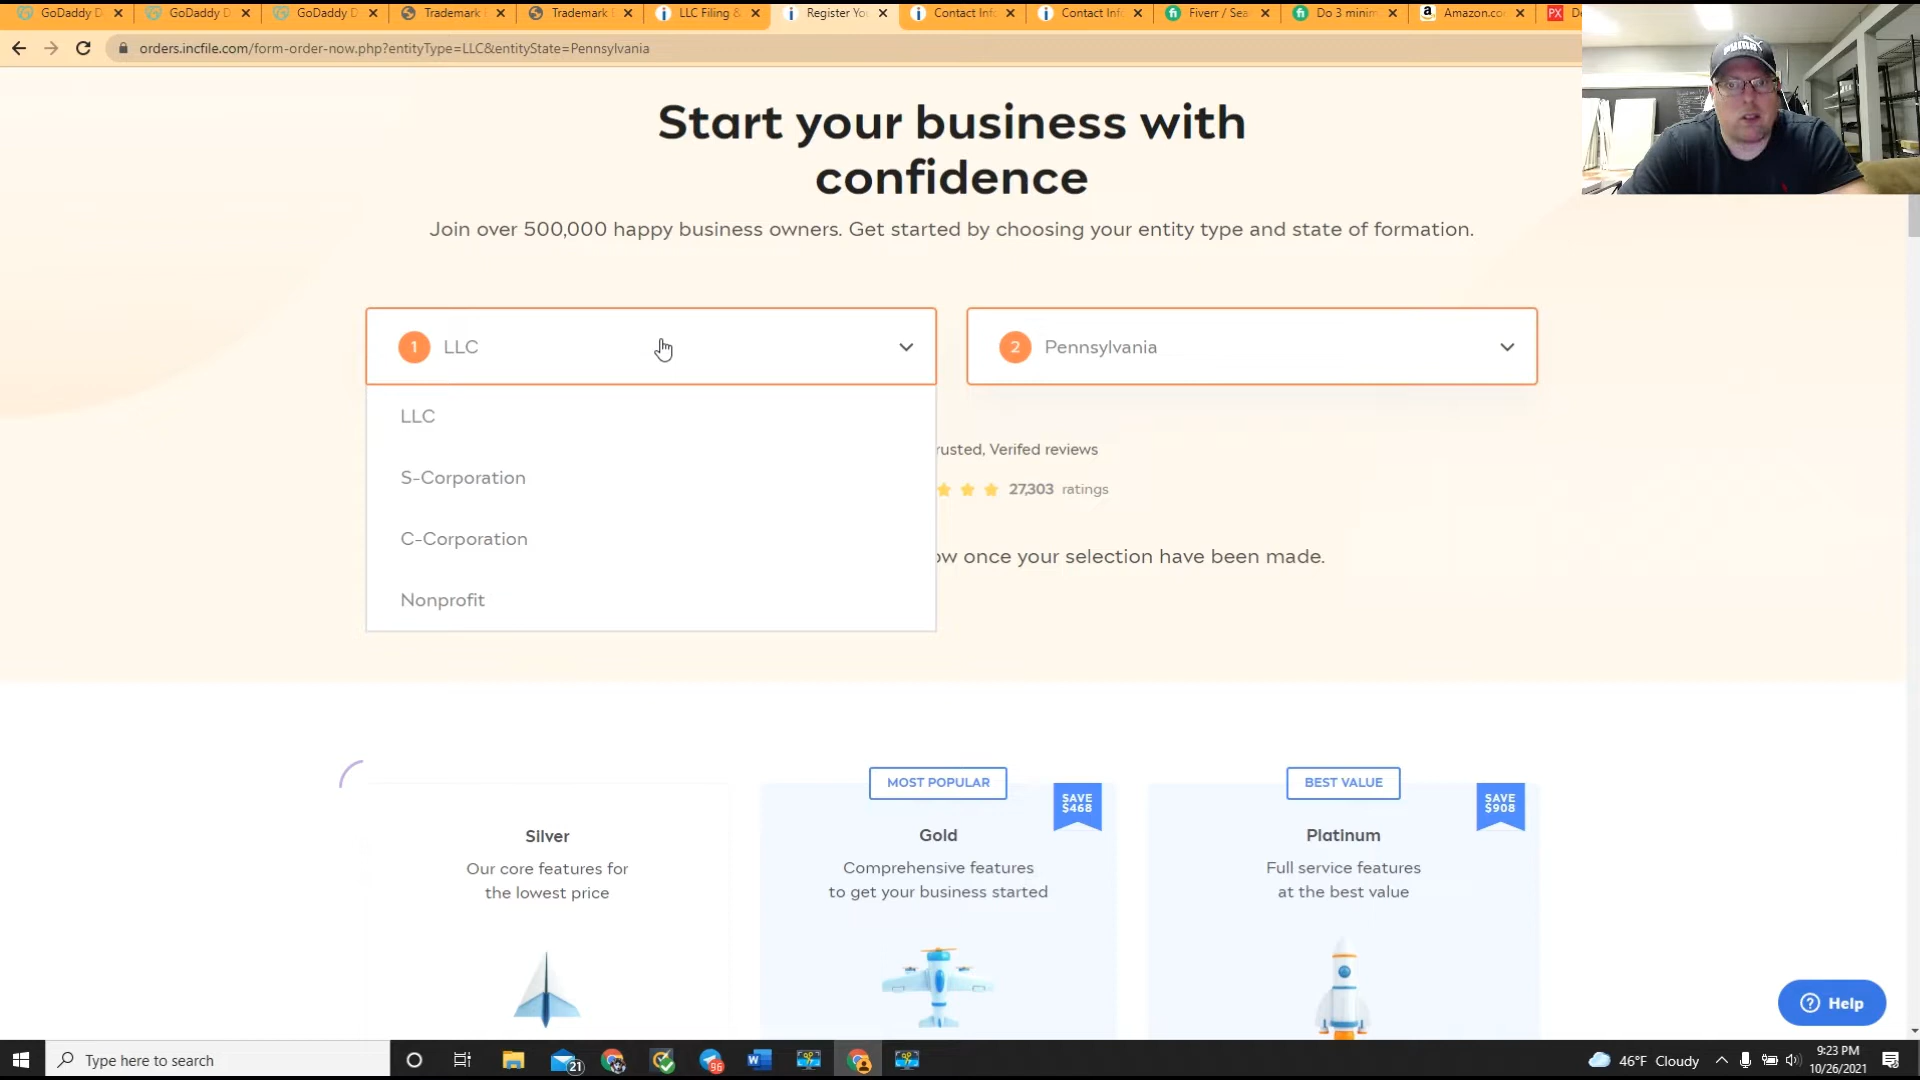 GoDaddy D
GoDaddy D
GoDaddy D
Trademark
Trademark
LLC Filing &
Register Yo
Contact Inf
Contact Inf
Fiverr / Sea
Do 3 minim
Amazon.co
PX
orders.incfile.com/form-order-now.php?entityType=LLC&entityState=Pennsylvania
Start your business with
confidence
Join over 500,000 happy business owners. Get started by choosing your entity type and state of formation.
1 LLC
2 Pennsylvania
LLC
S-Corporation
C-Corporation
Nonprofit
rusted, Verifed reviews
27,303 ratings
ow once your selection have been made.
MOST POPULAR
SAVE
$468
BEST VALUE
SAVE
$908
Silver
Our core features for
the lowest price
Gold
Comprehensive features
to get your business started
Platinum
Full service features
at the best value
Help
Type here to search
21
96
46°F Cloudy
9:23 PM
10/26/2021
PUMA